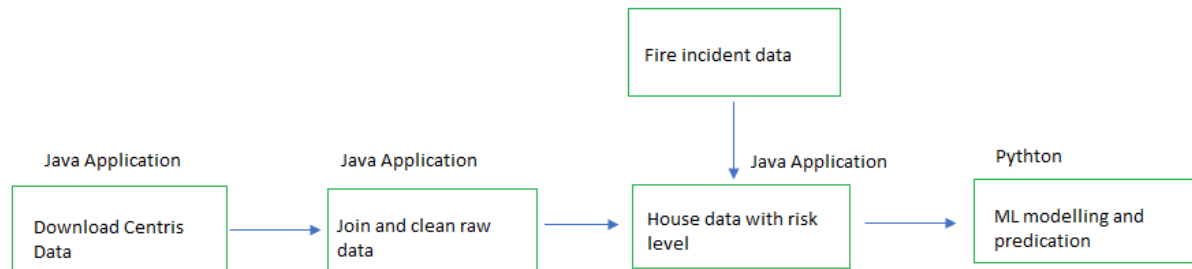 Fire incident data
Java Application
Java Application
Java Application
Pythton
Download Centris
Data
Join and clean raw
data
House data with risk
level
ML modelling and
predication